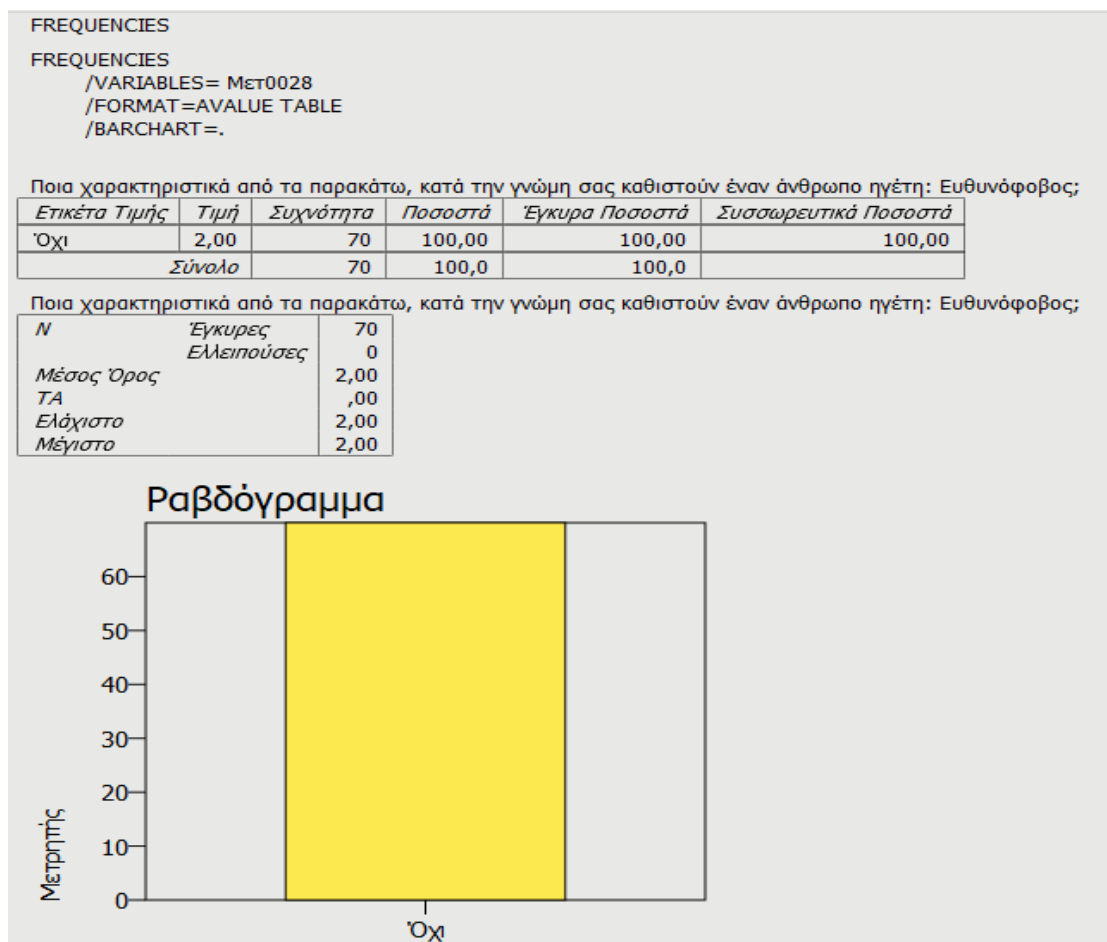 FREQUENCIES
FREQUENCIES
/VARIABLES= Μετ0028
/FORMAT=AVALUE TABLE
/BARCHART=.
Ποια χαρακτηριστικά από τα παρακάτω, κατά την γνώμη σας καθιστούν έναν άνθρωπο ηγέτη: Ευθυνόφοβος;
Ετικέτα Τιμής Τιμή Συχνότητα Ποσοστά Έγκυρα Ποσοστά Συσσωρευτικά Ποσοστά
Όχι 2,00 70 100,00 100,00 100,00
Σύνολο 70 100,0 100,0
Ποια χαρακτηριστικά από τα παρακάτω, κατά την γνώμη σας καθιστούν έναν άνθρωπο ηγέτη: Ευθυνόφοβος;
N Έγκυρες 70
Ελλειπούσες 0
Μέσος Όρος 2,00
ΤΑ ,00
Ελάχιστο 2,00
Μέγιστο 2,00
Ραβδόγραμμα
60
50
40
30
20
10
0
Μετρητής
Όχι